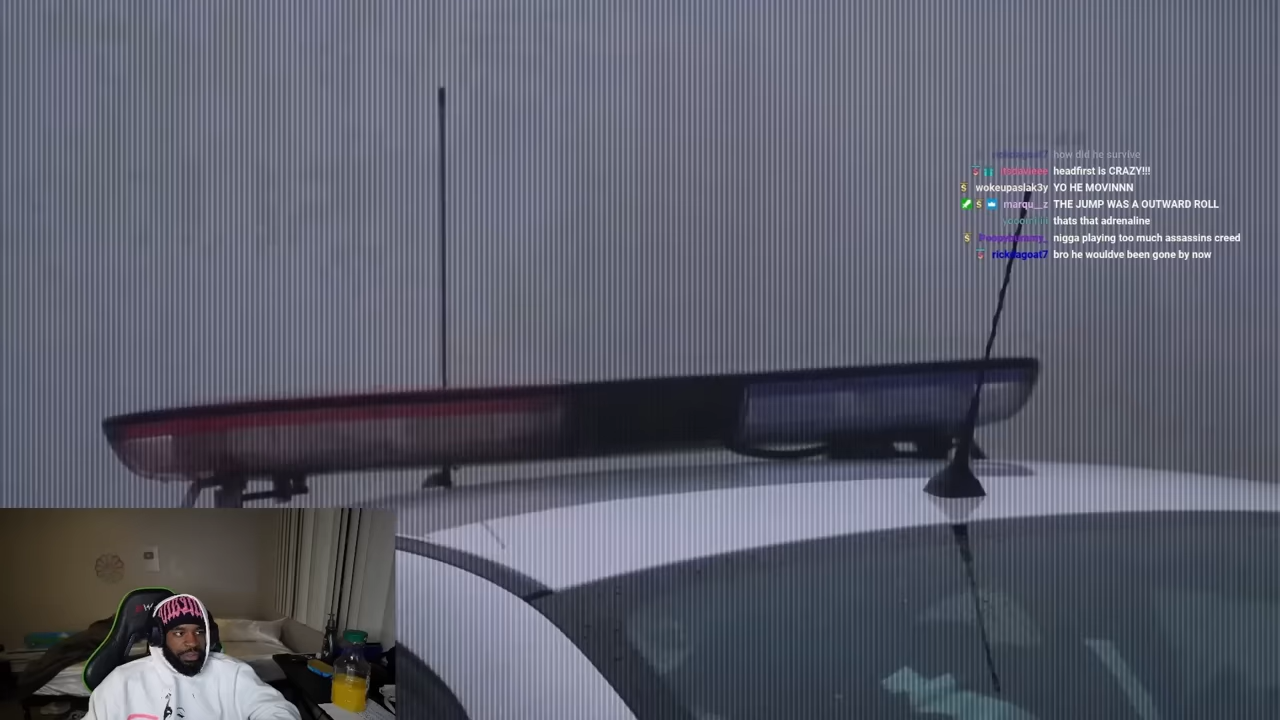 how did he survive
headfirst is CRAZY!!!
wokeupaslak3y YO HE MOVINNN
marqu__z THE JUMP WAS A OUTWARD ROLL
thats that adrenaline
nigga playing too much assassins creed
rickdagoat7 bro he wouldve been gone by now